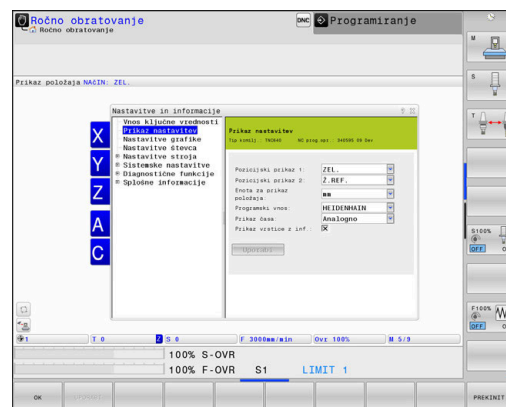 Ročno obratovanje
Ročno obratovanje
DNC
Programiranje
Prikaz položaja NAčIN: ZEL.
Nastavitve in informacije
Vnos ključne vrednosti
Prikaz nastavitev
Nastavitve grafike
Nastavitve števca
Nastavitve stroja
Sistemske nastavitve
Diagnostične funkcije
Splošne informacije
X
Y
Z
A
C
Prikaz nastavitev
Pozicijski prikaz 1: ZEL.
Pozicijski prikaz 2: Ž.REF.
Enota za prikaz položaja: mm
Programski vnos: HEIDENHAIN
Prikaz časa: Analogno
Prikaz vrstice z inf.:
Uporabi
M
S
T
S100%
OFF
F100%
OFF
1 T 0 Z S 0 F 3000mm/min Ovr 100% M 5/9
100% S-OVR
100% F-OVR S1 LIMIT 1
OK
PREKINIT